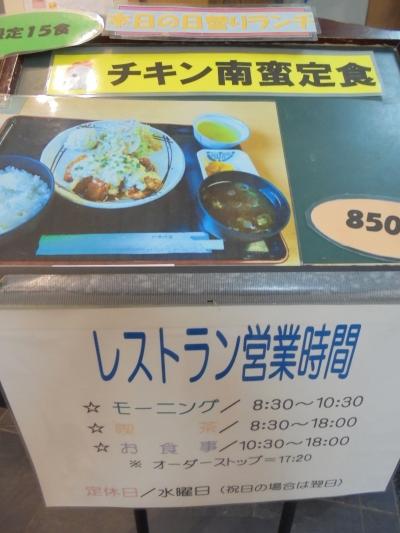 限定15食
本日の日替りランチ
チキン南蛮定食
850
レストラン営業時間
☆ モーニング/ 8:30～10:30
☆ 喫　茶/ 8:30～18:00
☆ お食事/10:30～18:00
※ オーダーストップ=17:20
定休日/水曜日（祝日の場合は翌日）